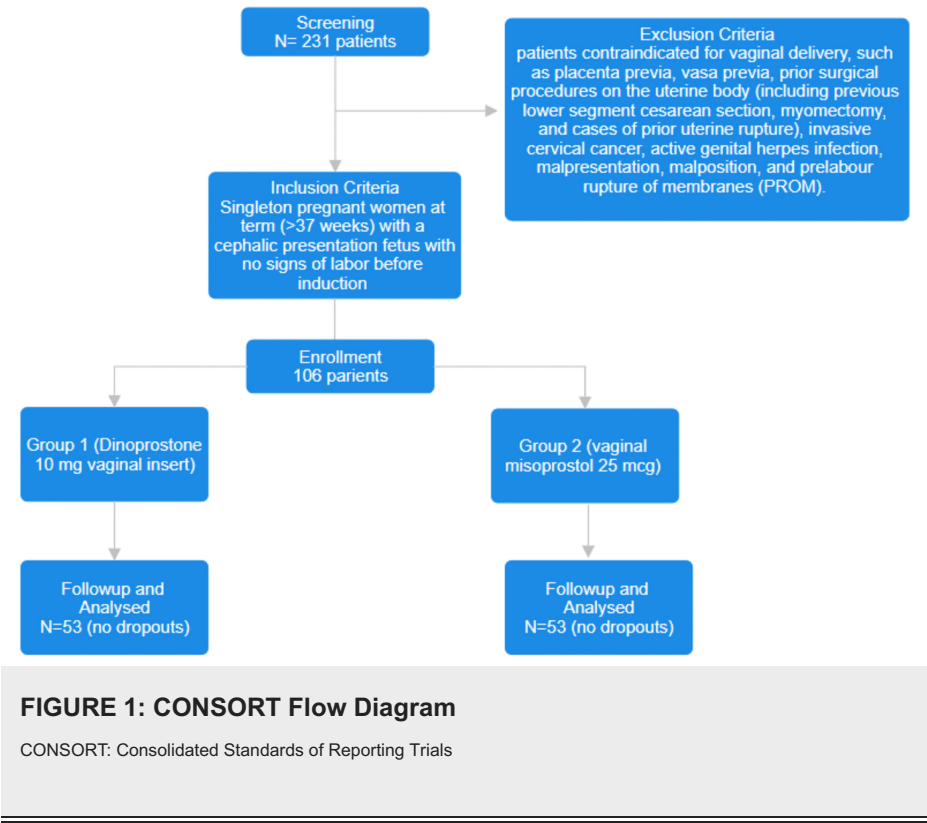 Screening
N= 231 patients
Exclusion Criteria
patients contraindicated for vaginal delivery, such
as placenta previa, vasa previa, prior surgical
procedures on the uterine body (including previous
lower segment cesarean section, myomectomy,
and cases of prior uterine rupture), invasive
cervical cancer, active genital herpes infection,
malpresentation, malposition, and prelabour
rupture of membranes (PROM).
Inclusion Criteria
Singleton pregnant women at
term (>37 weeks) with a
cephalic presentation fetus with
no signs of labor before
induction
Enrollment
106 parients
Group 1 (Dinoprostone
10 mg vaginal insert)
Group 2 (vaginal
misoprostol 25 mcg)
Followup and
Analysed
N=53 (no dropouts)
Followup and
Analysed
N=53 (no dropouts)
FIGURE 1: CONSORT Flow Diagram
CONSORT: Consolidated Standards of Reporting Trials